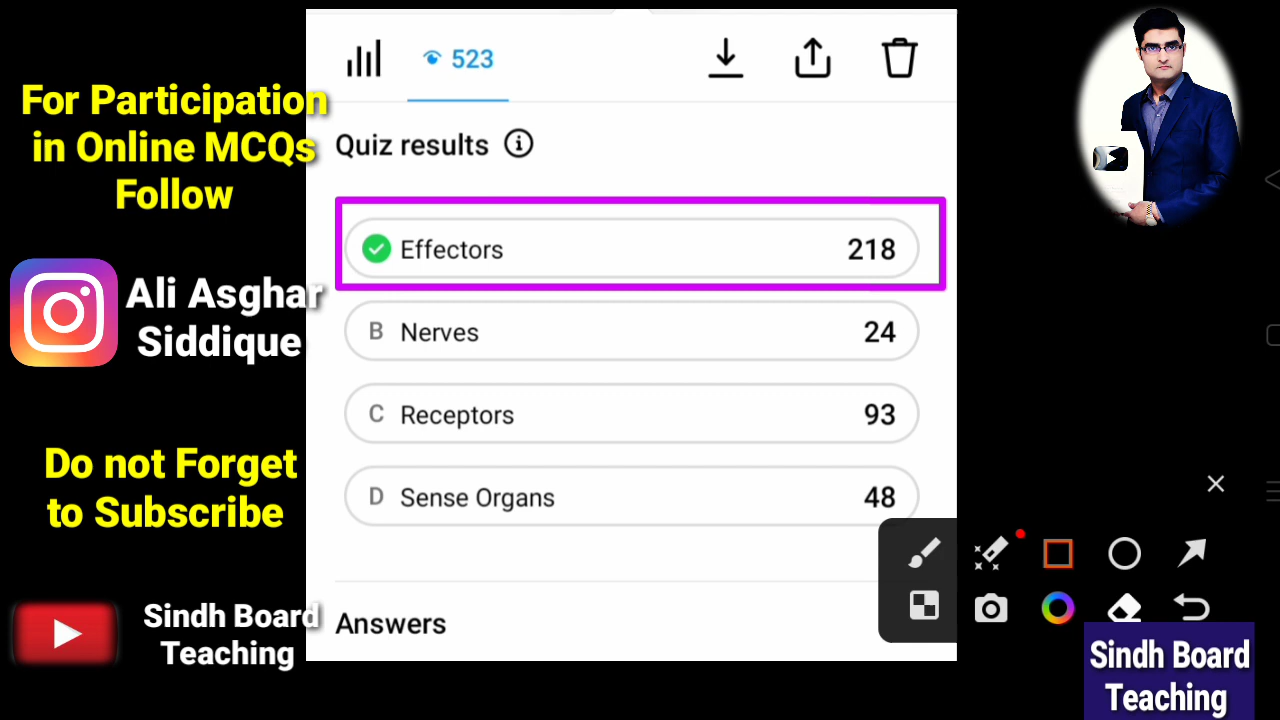 For Participation
in Online MCQs
Follow
Ali Asghar
Siddique
Do not Forget
to Subscribe
Sindh Board
Teaching
523
Quiz results
Effectors 218
B Nerves 24
C Receptors 93
D Sense Organs 48
Answers
Sindh Board
Teaching